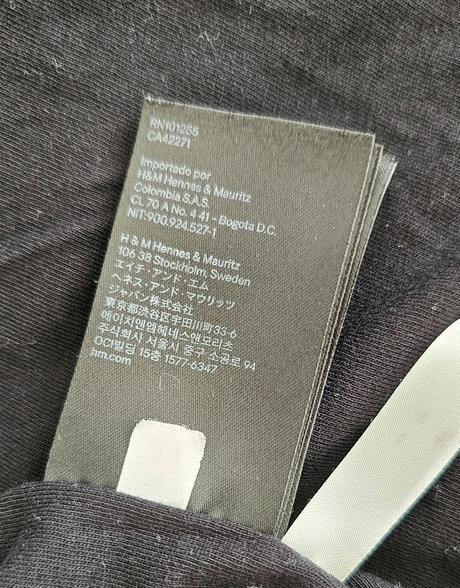 RN101255
CA42271
Importado por
H&M Hennes & Mauritz
Colombia S.A.S.
CL 70 A No. 4 41 - Bogota D.C.
NIT:900.924.527-1
H & M Hennes & Mauritz
106 38 Stockholm, Sweden
エイチ・アンド・エム
ヘネス・アンド・マウリッツ
ジャパン株式会社
東京都渋谷区宇田川町33-6
에이치앤엠헤네스앤모리츠
주식회사 서울시 중구 소공로 94
OCI빌딩 15층 1577-6347
hm.com